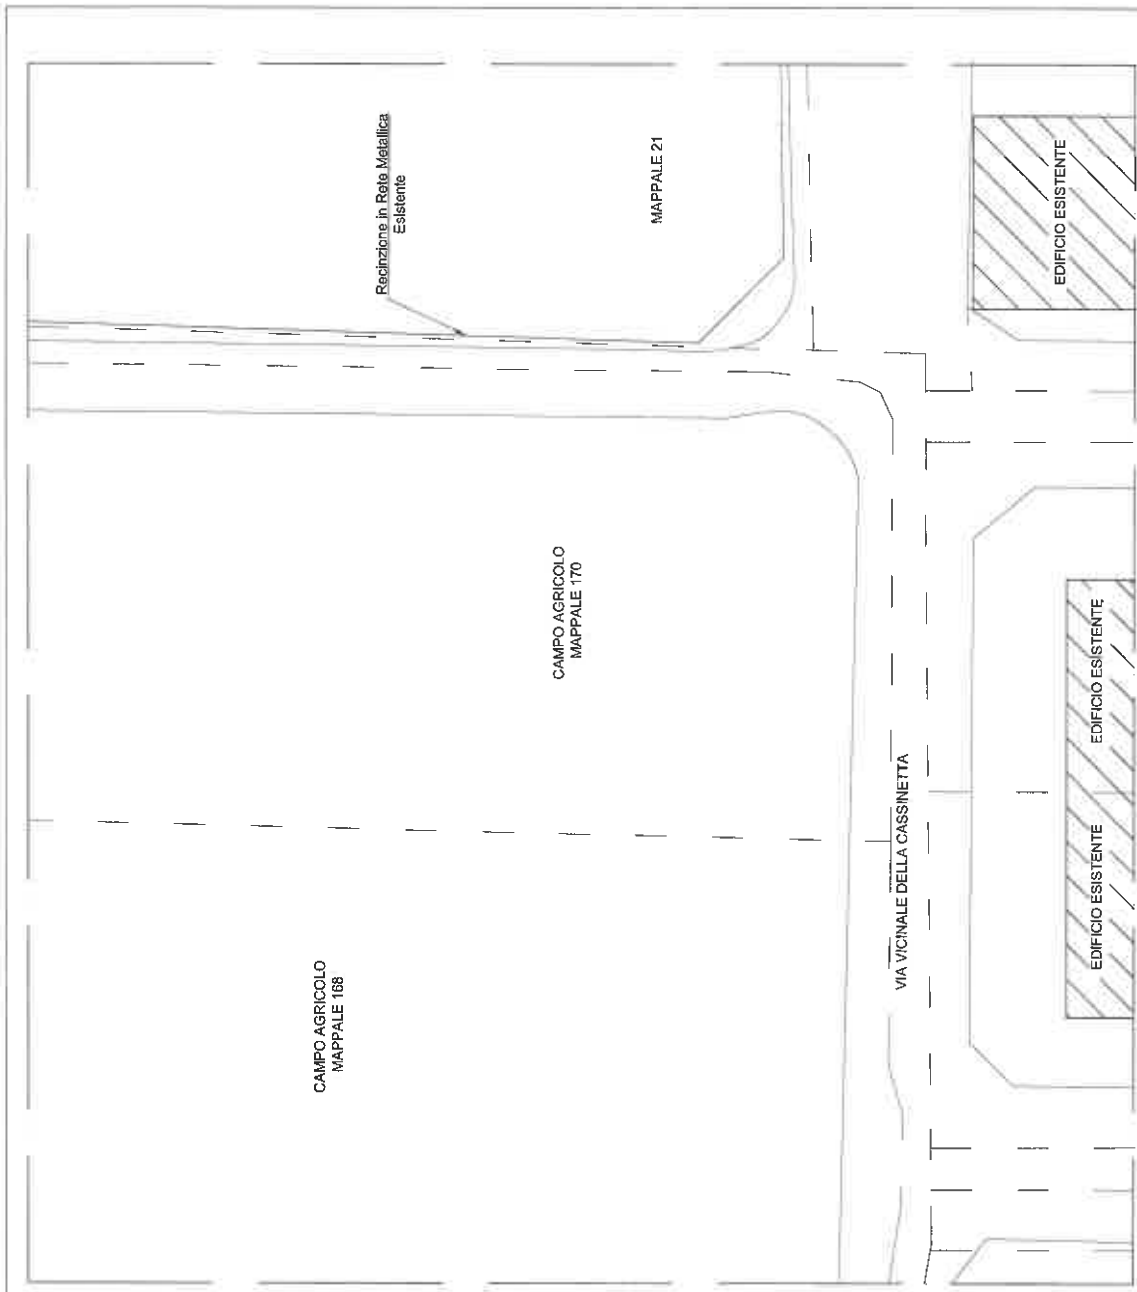 Recinzione in Rete Metallica
Esistente
MAPPALE 21
EDIFICIO ESISTENTE
CAMPO AGRICOLO
MAPPALE 170
EDIFICIO ESISTENTE
VIA VICINALE DELLA CASSINETTA
EDIFICIO ESISTENTE
CAMPO AGRICOLO
MAPPALE 168